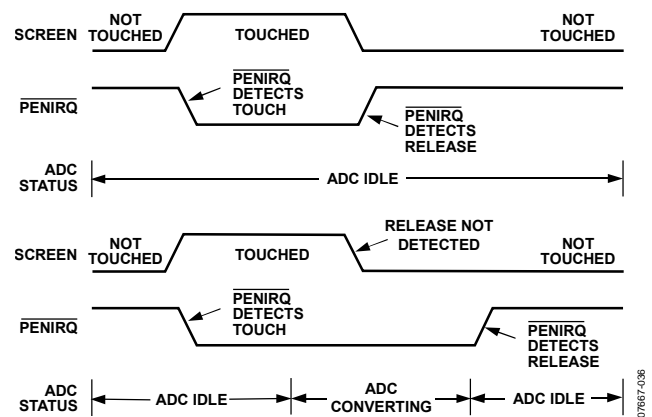 SCREEN
NOT
TOUCHED
TOUCHED
NOT
TOUCHED
PENIRQ
PENIRQ
DETECTS
TOUCH
PENIRQ
DETECTS
RELEASE
ADC
STATUS
ADC IDLE
SCREEN
NOT
TOUCHED
TOUCHED
RELEASE NOT
DETECTED
NOT
TOUCHED
PENIRQ
PENIRQ
DETECTS
TOUCH
PENIRQ
DETECTS
RELEASE
ADC
STATUS
ADC IDLE
ADC
CONVERTING
ADC IDLE
07667-036